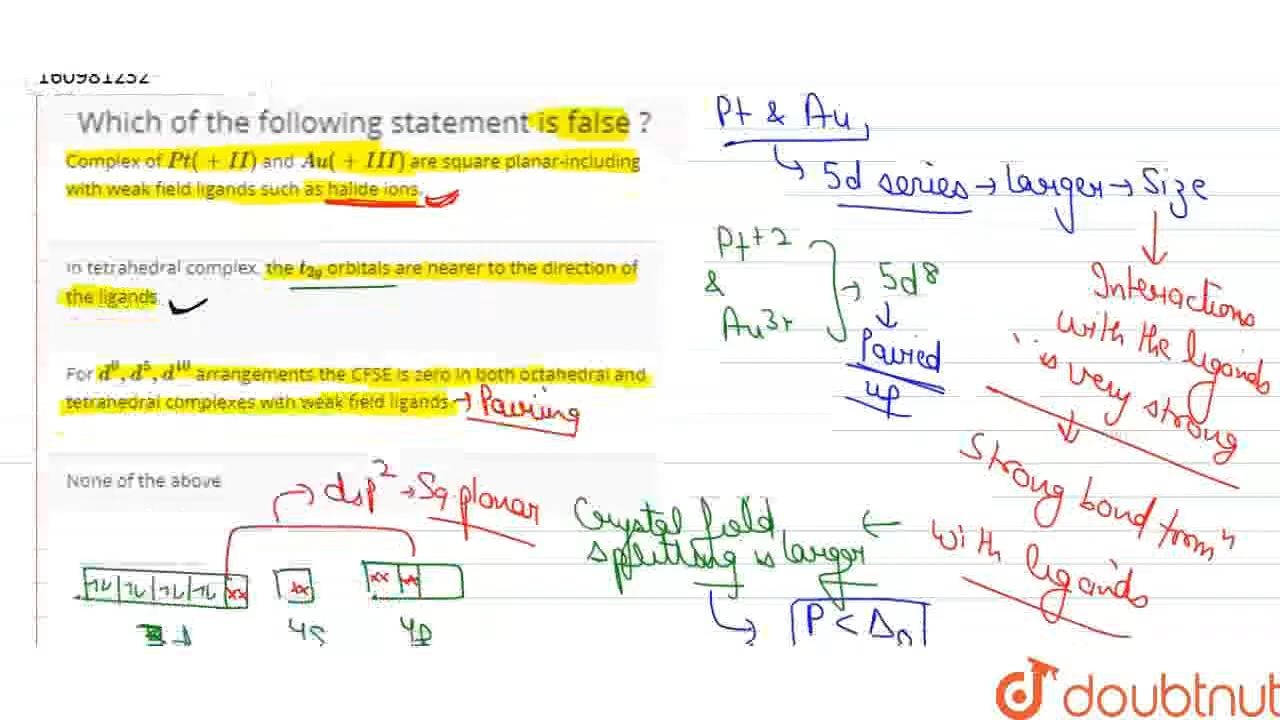 160981252
Which of the following statement is false ?
Complex of Pt(+II) and Au(+III) are square planar-including
with weak field ligands such as halide ions.
In tetrahedral complex, the t₂g orbitals are nearer to the direction of
the ligands
For d⁰, d⁵, d¹⁰ arrangements the CFSE is zero in both octahedral and
tetrahedral complexes with weak field ligands. → Pairing
None of the above
dsp² → Sq. planar
4s
4p
Pt & Au,
↳ 5d series → larger → Size
Pt+2
&
Au3+
→ 5d8
Paired
up
Interactions
with the ligands
is very strong
Strong bond form"
with ligands
←
Crystal field
splitting is larger
P < Δ
doubtnut